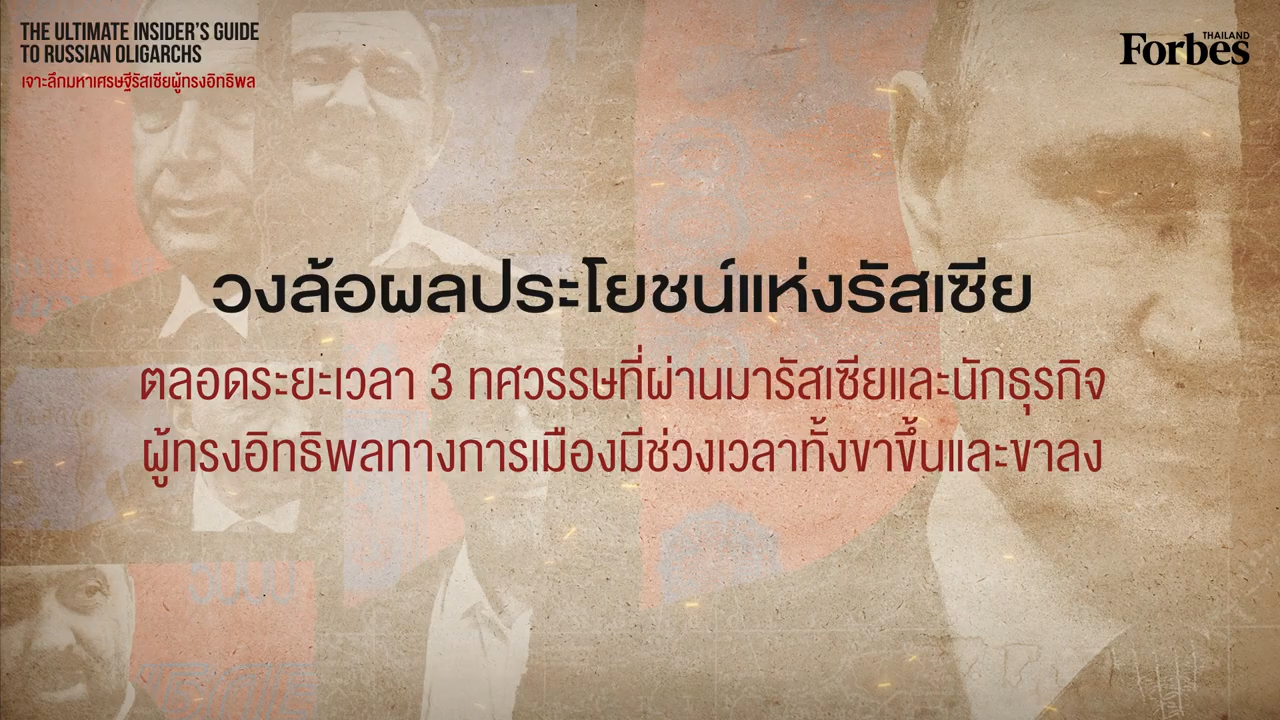 THE ULTIMATE INSIDER'S GUIDE
TO RUSSIAN OLIGARCHS
เจาะลึกมหาเศรษฐีรัสเซียผู้ทรงอิทธิพล
THAILAND
Forbes
วงล้อผลประโยชน์แห่งรัสเซีย
ตลอดระยะเวลา 3 ทศวรรษที่ผ่านมารัสเซียและนักธุรกิจ
ผู้ทรงอิทธิพลทางการเมืองมีช่วงเวลาทั้งขาขึ้นและขาลง
5000